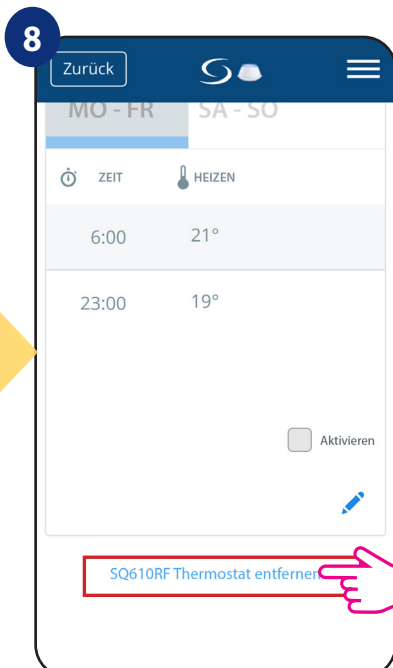 8
Zurück
MO - FR SA - SO
ZEIT HEIZEN
6:00 21°
23:00 19°
Aktivieren
SQ610RF Thermostat entfernen